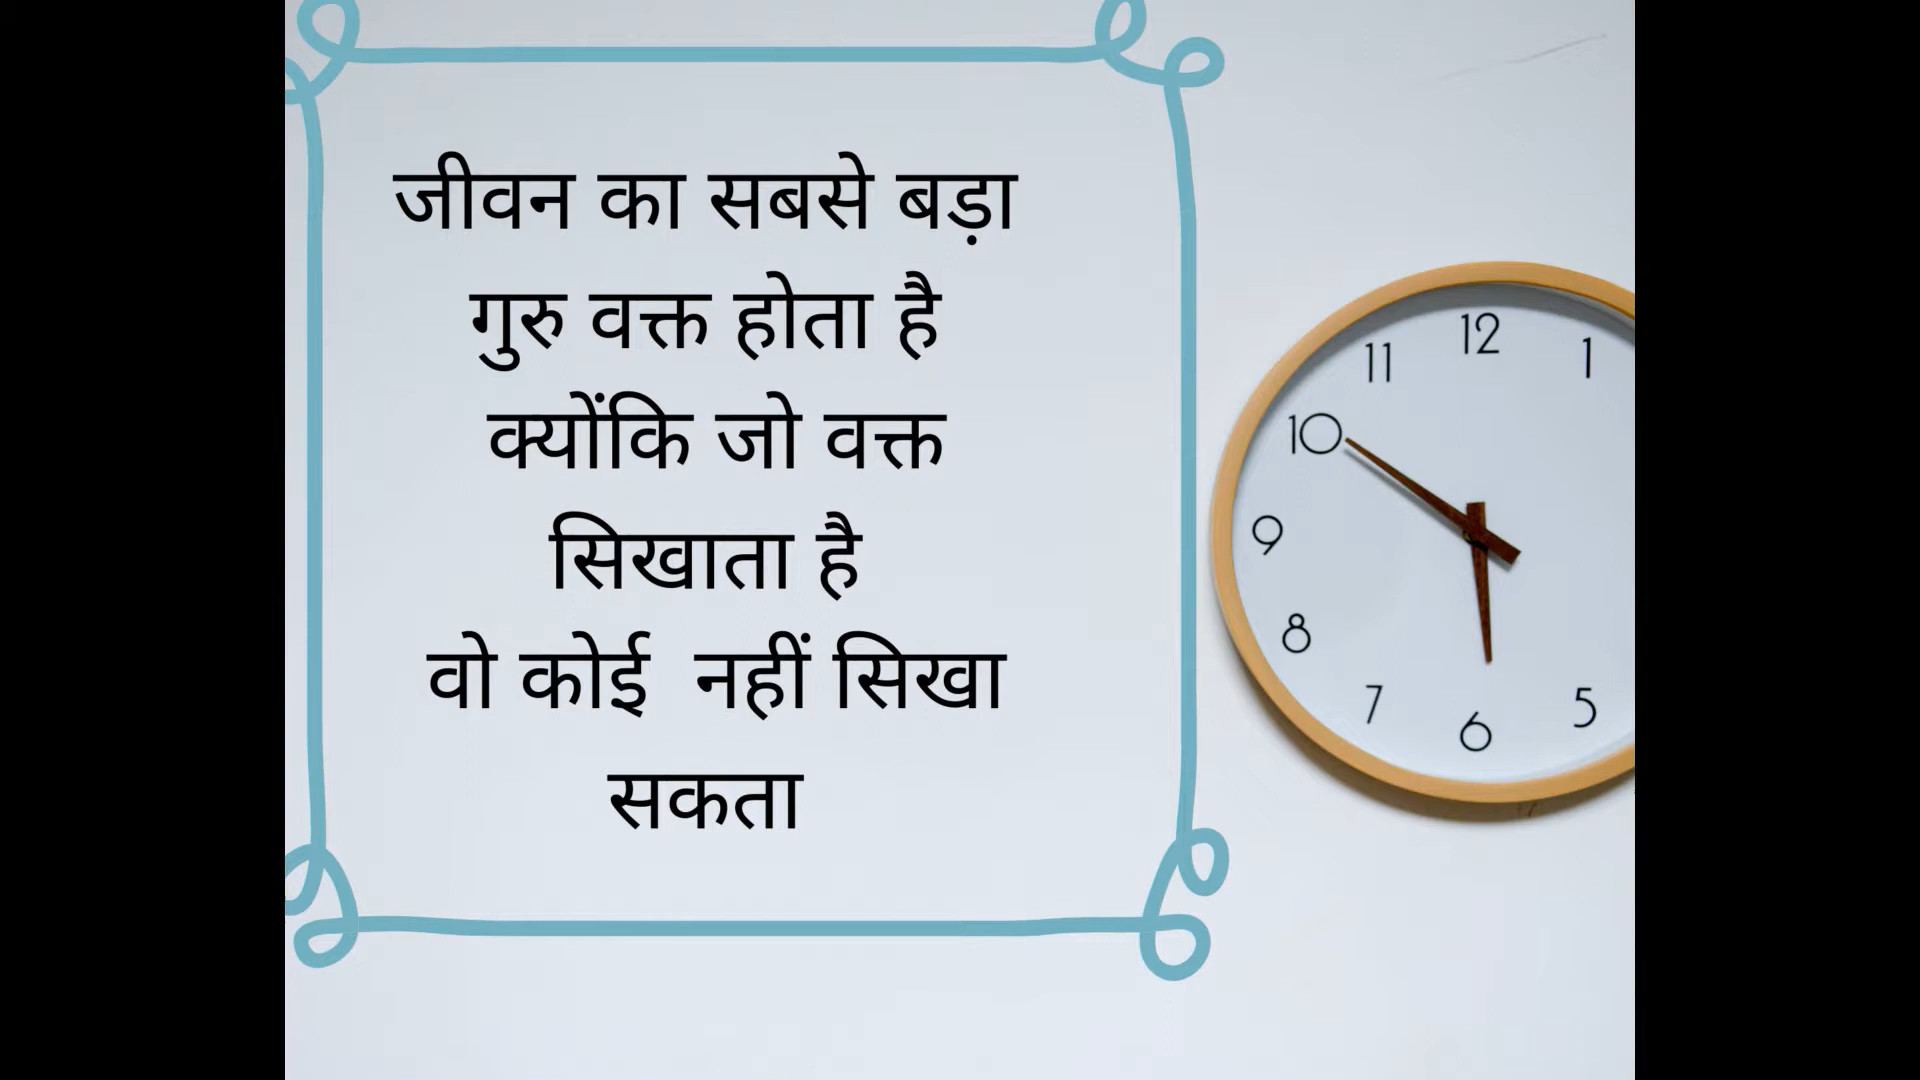 जीवन का सबसे बड़ा
गुरु वक्त होता है
क्योंकि जो वक्त
सिखाता है
वो कोई  नहीं सिखा
सकता
12
11
1
10
9
8
7
6
5